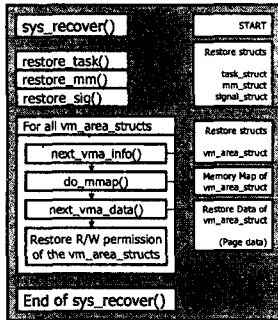 sys_recover()
START
restore_task()
restore_mm()
restore_sig()
Restore structs
task_struct
mm_struct
signal_struct
For all vm_area_structs
next_vma_info()
do_mmap()
next_vma_data()
Restore R/W permission
of the vm_area_structs
Restore structs
vm_area_struct
Memory Map of
vm_area_struct
Restore Data of
vm_area_struct
(Page data)
End of sys_recover()